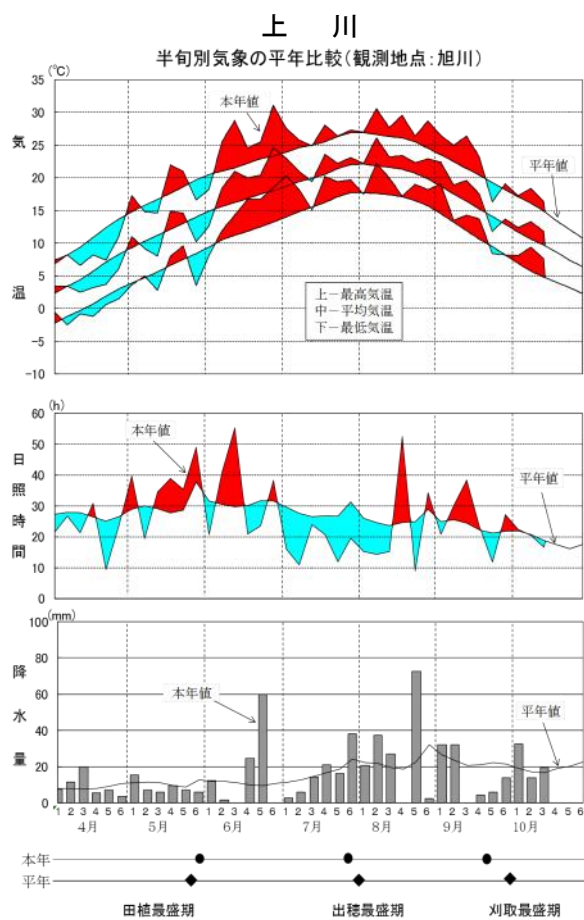 上　川
半旬別気象の平年比較(観測地点:旭川)
(℃)
気温
35
30
25
20
15
10
5
0
-5
-10
本年値
平年値
上－最高気温
中－平均気温
下－最低気温
(h)
日照時間
60
50
40
30
20
10
0
本年値
平年値
(mm)
降水量
100
80
60
40
20
0
本年値
平年値
1 2 3 4 5 6 1 2 3 4 5 6 1 2 3 4 5 6 1 2 3 4 5 6 1 2 3 4 5 6 1 2 3 4 5 6 1 2 3 4 5 6
4月 5月 6月 7月 8月 9月 10月
本年
平年
田植最盛期 出穂最盛期 刈取最盛期